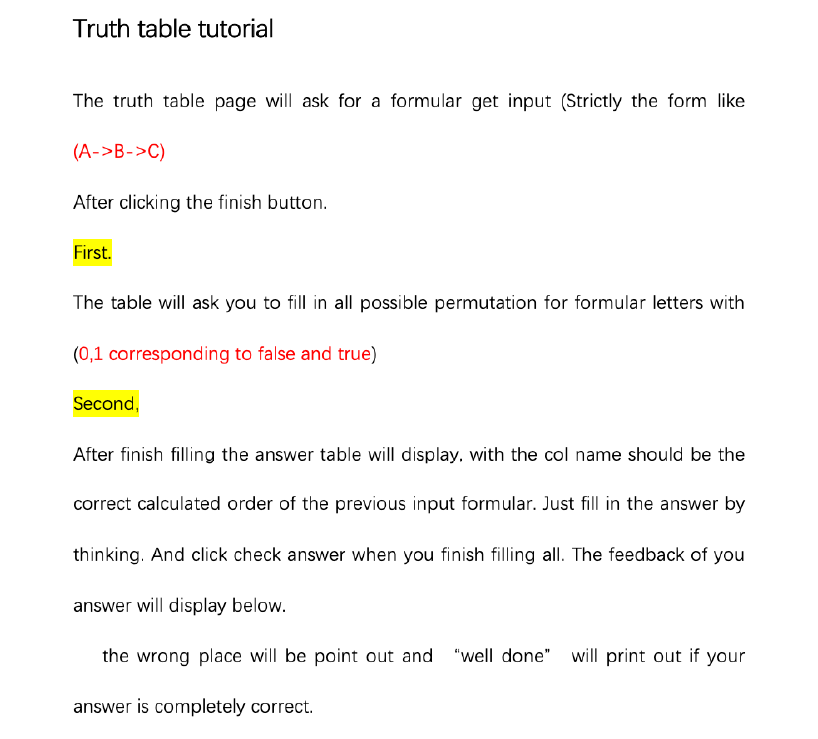 Truth table tutorial
The truth table page will ask for a formular get input (Strictly the form like
(A->B->C)
After clicking the finish button.
First.
The table will ask you to fill in all possible permutation for formular letters with
(0,1 corresponding to false and true)
Second,
After finish filling the answer table will display, with the col name should be the
correct calculated order of the previous input formular. Just fill in the answer by
thinking. And click check answer when you finish filling all. The feedback of you
answer will display below.
the wrong place will be point out and “well done” will print out if your
answer is completely correct.